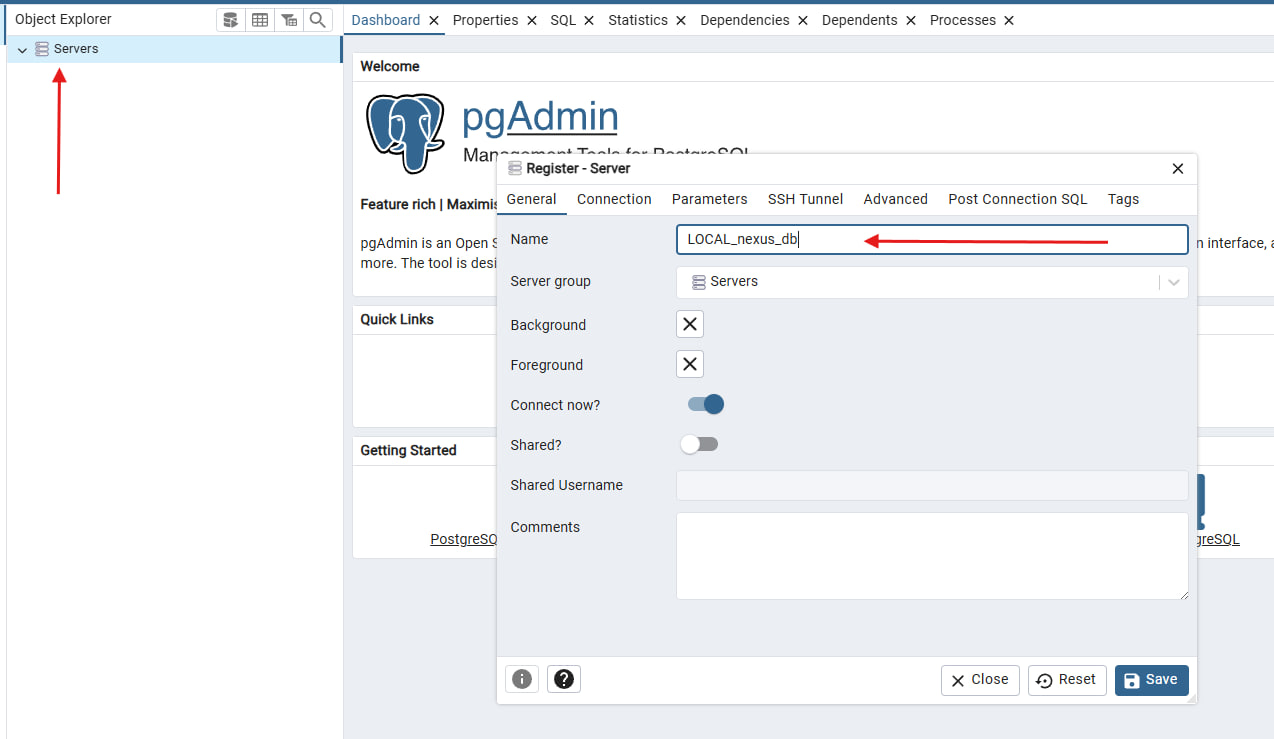 Object Explorer
Dashboard
Properties
SQL
Statistics
Dependencies
Dependents
Processes
Servers
Welcome
pgAdmin
Management Tools for PostgreSQL
Feature rich | Maximis
pgAdmin is an Open S
n interface, a
more. The tool is desi
Quick Links
Getting Started
PostgreSQ
greSQL
Register - Server
General
Connection
Parameters
SSH Tunnel
Advanced
Post Connection SQL
Tags
Name
LOCAL_nexus_db
Server group
Servers
Background
Foreground
Connect now?
Shared?
Shared Username
Comments
Close
Reset
Save